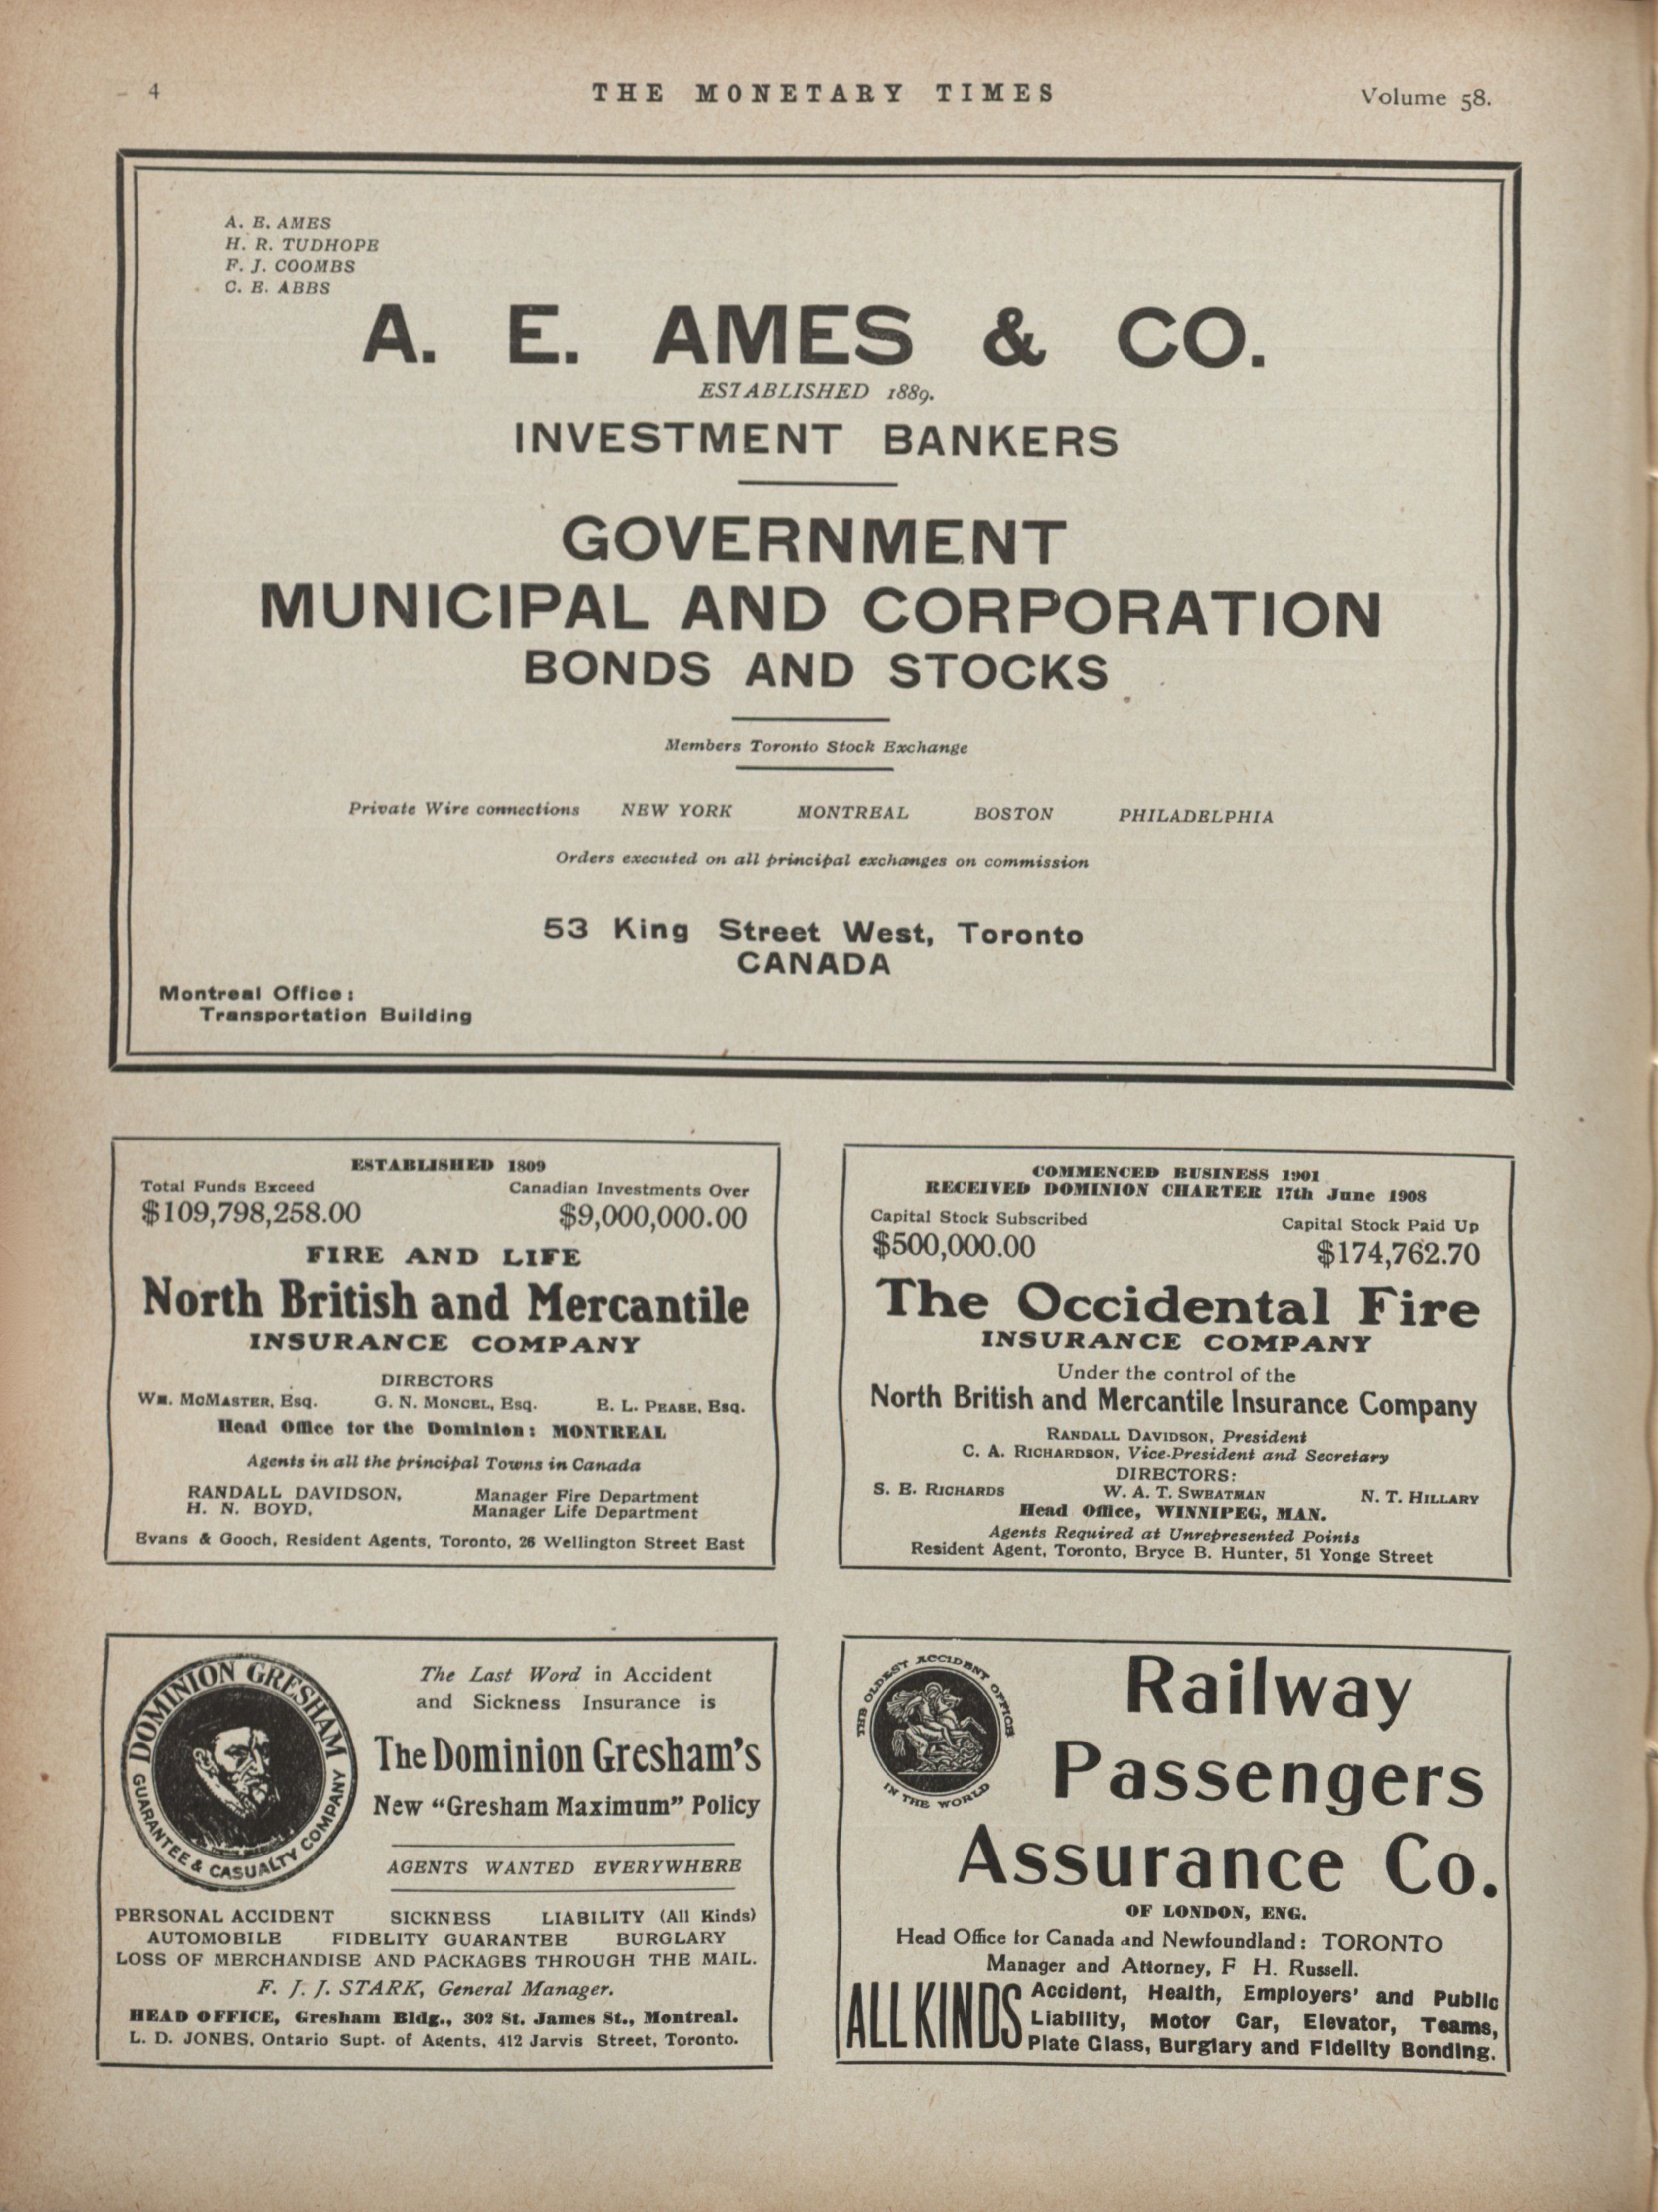 4
THE MONETARY TIMES
Volume 58.
A. E. AMES
H. R. TUDHOPE
F. J. COOMBS
C. E. ABBS
A. E. AMES & CO.
ESTABLISHED 1889.
INVESTMENT BANKERS
GOVERNMENT
MUNICIPAL AND CORPORATION
BONDS AND STOCKS
Members Toronto Stock Exchange
Private Wire connections NEW YORK MONTREAL BOSTON PHILADELPHIA
Orders executed on all principal exchanges on commission
53 King Street West, Toronto
CANADA
Montreal Office:
Transportation Building
ESTABLISHED 1809
Total Funds Exceed Canadian Investments Over
$109,798,258.00 $9,000,000.00
FIRE AND LIFE
North British and Mercantile
INSURANCE COMPANY
DIRECTORS
WM. MCMASTER, Esq. G. N. MONCEL, Esq. E. L. PEASE, Esq.
Head Office for the Dominion: MONTREAL
Agents in all the principal Towns in Canada
RANDALL DAVIDSON, Manager Fire Department
H. N. BOYD, Manager Life Department
Evans & Gooch, Resident Agents, Toronto, 26 Wellington Street East
COMMENCED BUSINESS 1901
RECEIVED DOMINION CHARTER 17th June 1908
Capital Stock Subscribed Capital Stock Paid Up
$500,000.00 $174,762.70
The Occidental Fire
INSURANCE COMPANY
Under the control of the
North British and Mercantile Insurance Company
RANDALL DAVIDSON, President
C. A. RICHARDSON, Vice-President and Secretary
DIRECTORS:
S. E. RICHARDS W. A. T. SWEATMAN N. T. HILLARY
Head Office, WINNIPEG, MAN.
Agents Required at Unrepresented Points
Resident Agent, Toronto, Bryce B. Hunter, 51 Yonge Street
DOMINION GRESHAM
GUARANTEE & CASUALTY COMPANY
The Last Word in Accident
and Sickness Insurance is
The Dominion Gresham's
New "Gresham Maximum" Policy
AGENTS WANTED EVERYWHERE
PERSONAL ACCIDENT SICKNESS LIABILITY (All Kinds)
AUTOMOBILE FIDELITY GUARANTEE BURGLARY
LOSS OF MERCHANDISE AND PACKAGES THROUGH THE MAIL.
F. J. J. STARK, General Manager.
HEAD OFFICE, Gresham Bldg., 302 St. James St., Montreal.
L. D. JONES, Ontario Supt. of Agents, 412 Jarvis Street, Toronto.
THE OLDEST ACCIDENT OFFICE
IN THE WORLD
Railway
Passengers
Assurance Co.
OF LONDON, ENG.
Head Office for Canada and Newfoundland: TORONTO
Manager and Attorney, F H. Russell.
ALL KINDS
Accident, Health, Employers' and Public
Liability, Motor Car, Elevator, Teams,
Plate Glass, Burglary and Fidelity Bonding.